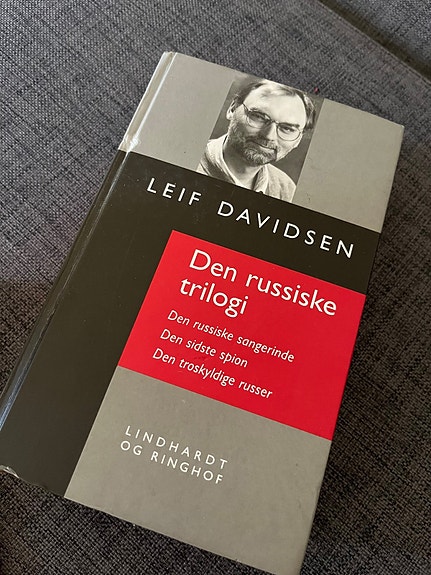 LEIF DAVIDSEN
Den russiske
trilogi
Den russiske sangerinde
Den sidste spion
Den troskyldige russer
LINDHARDT
OG RINGHOF